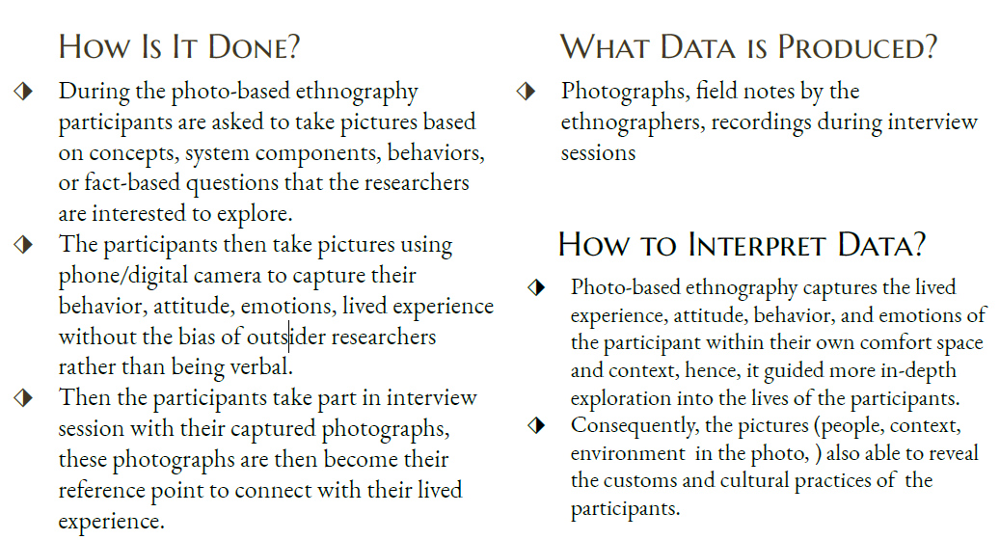 How Is It Done?
During the photo-based ethnography
participants are asked to take pictures based
on concepts, system components, behaviors,
or fact-based questions that the researchers
are interested to explore.
The participants then take pictures using
phone/digital camera to capture their
behavior, attitude, emotions, lived experience
without the bias of outsider researchers
rather than being verbal.
Then the participants take part in interview
session with their captured photographs,
these photographs are then become their
reference point to connect with their lived
experience.
What Data is Produced?
Photographs, field notes by the
ethnographers, recordings during interview
sessions
How to Interpret Data?
Photo-based ethnography captures the lived
experience, attitude, behavior, and emotions of
the participant within their own comfort space
and context, hence, it guided more in-depth
exploration into the lives of the participants.
Consequently, the pictures (people, context,
environment  in the photo, ) also able to reveal
the customs and cultural practices of  the
participants.